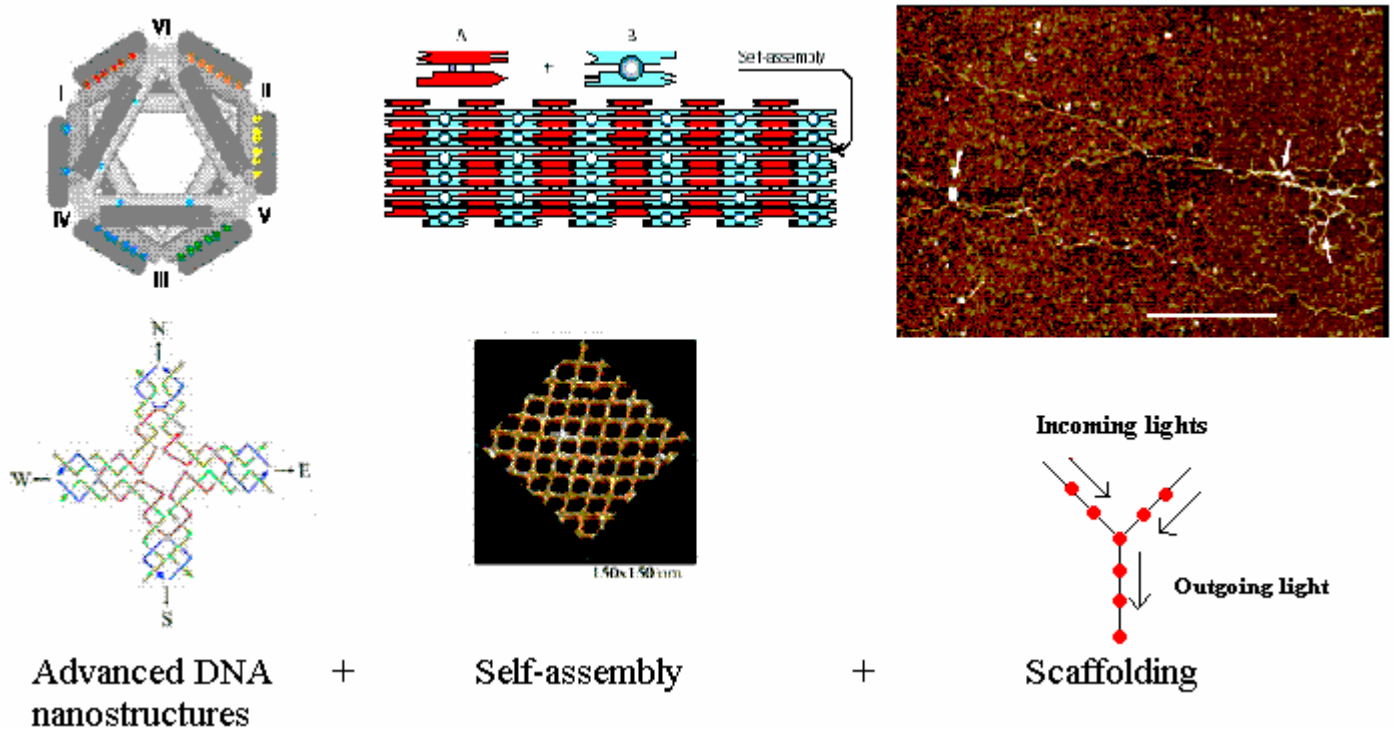 VI
I
II
IV
V
III
A
B
+
Self-assembly
N
W
E
S
150x150 nm
Incoming lights
Outgoing light
Advanced DNA
nanostructures
+
Self-assembly
+
Scaffolding